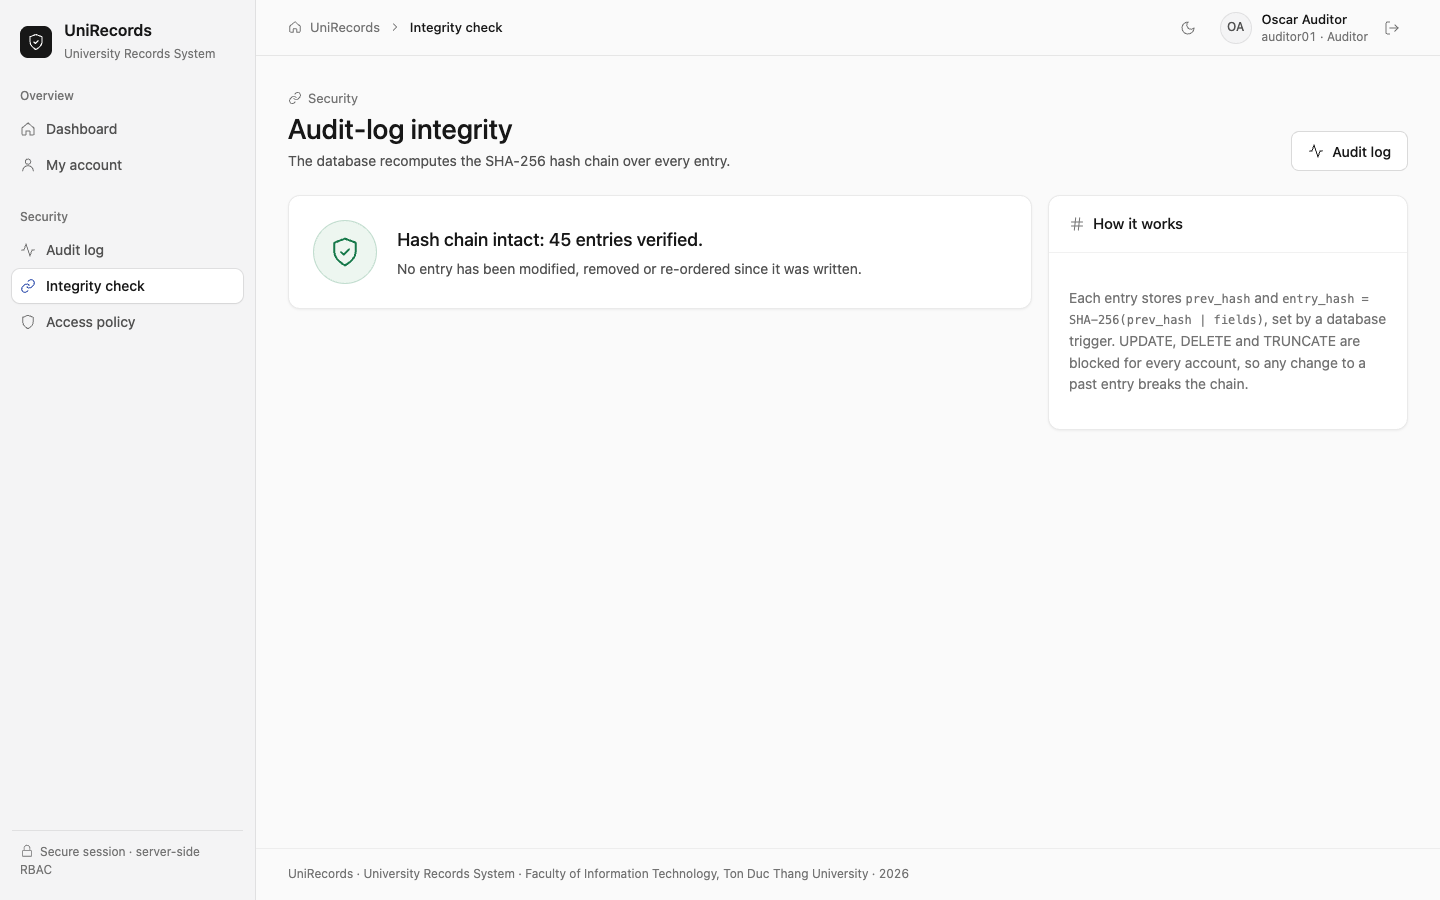 UniRecords
University Records System
Overview
Dashboard
My account
Security
Audit log
Integrity check
Access policy
Secure session · server-side
RBAC
UniRecords
Integrity check
OA
Oscar Auditor
auditor01 · Auditor
Security
Audit-log integrity
The database recomputes the SHA-256 hash chain over every entry.
Audit log
Hash chain intact: 45 entries verified.
No entry has been modified, removed or re-ordered since it was written.
How it works
Each entry stores prev_hash and entry_hash =
SHA-256(prev_hash | fields), set by a database
trigger. UPDATE, DELETE and TRUNCATE are
blocked for every account, so any change to a
past entry breaks the chain.
UniRecords · University Records System · Faculty of Information Technology, Ton Duc Thang University · 2026